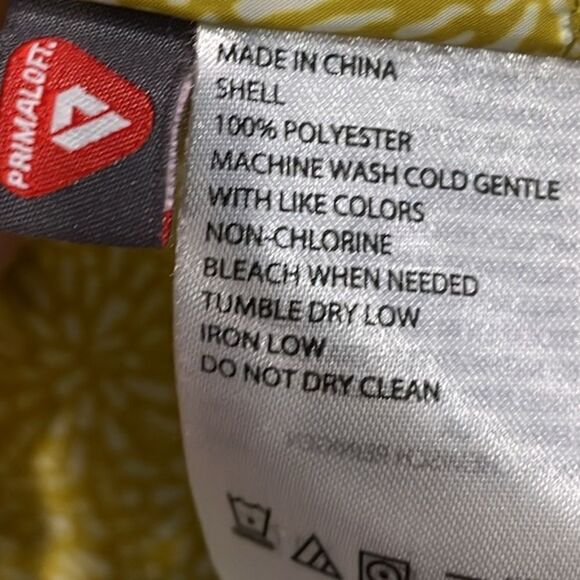 PRIMALOFT
MADE IN CHINA
SHELL
100% POLYESTER
MACHINE WASH COLD GENTLE
WITH LIKE COLORS
NON-CHLORINE
BLEACH WHEN NEEDED
TUMBLE DRY LOW
IRON LOW
DO NOT DRY CLEAN